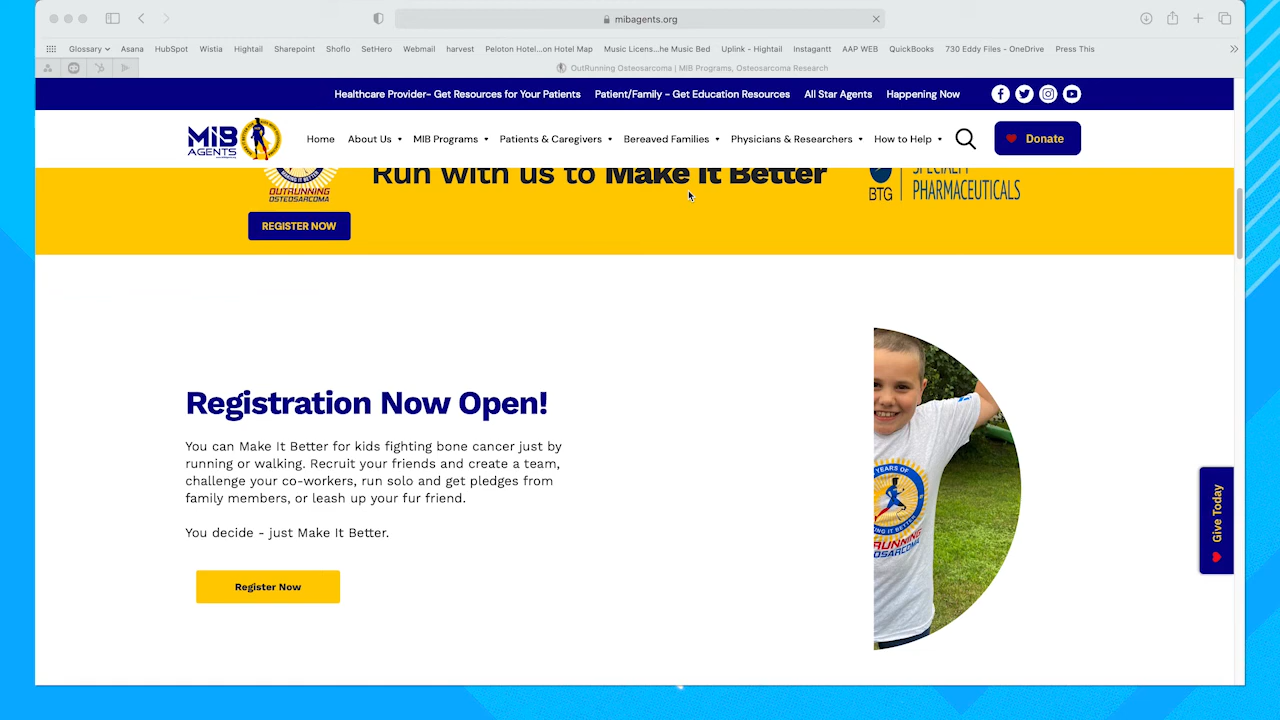 mibagents.org
Glossary Asana HubSpot Wistia Hightail Sharepoint Shoflo SetHero Webmail harvest Peloton Hotel...on Hotel Map Music Licens...he Music Bed Uplink - Hightail Instagantt AAP WEB QuickBooks 730 Eddy Files - OneDrive Press This
OutRunning Osteosarcoma | MIB Programs, Osteosarcoma Research
Healthcare Provider- Get Resources for Your Patients Patient/Family - Get Education Resources All Star Agents Happening Now
MIB AGENTS
Home About Us MIB Programs Patients & Caregivers Bereaved Families Physicians & Researchers How to Help Donate
Run with us to Make It Better
OUTRUNNING
OSTEOSARCOMA
BTG SPECIALTY
PHARMACEUTICALS
REGISTER NOW
Registration Now Open!
You can Make It Better for kids fighting bone cancer just by
running or walking. Recruit your friends and create a team,
challenge your co-workers, run solo and get pledges from
family members, or leash up your fur friend.
You decide - just Make It Better.
Register Now
Give Today
YEARS OF